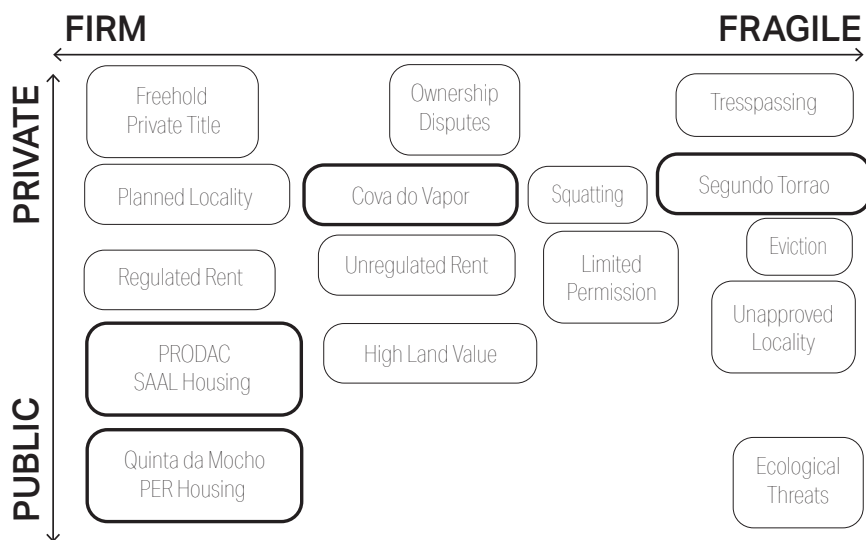 FIRM
FRAGILE
PRIVATE
PUBLIC
Freehold
Private Title
Ownership
Disputes
Tresspassing
Planned Locality
Cova do Vapor
Squatting
Segundo Torrao
Regulated Rent
Unregulated Rent
Limited
Permission
Eviction
Unapproved
Locality
PRODAC
SAAL Housing
High Land Value
Quinta da Mocho
PER Housing
Ecological
Threats